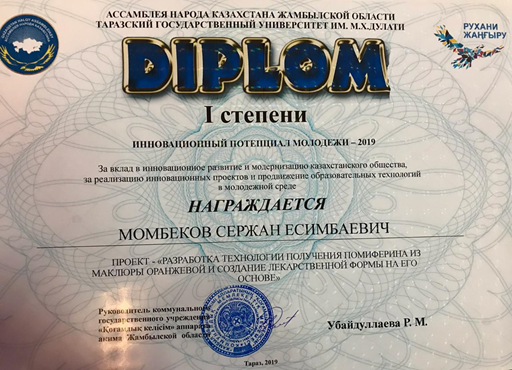 АССАМБЛЕЯ НАРОДА КАЗАХСТАНА ЖАМБЫЛСКОЙ ОБЛАСТИ
ТАРАЗСКИЙ ГОСУДАРСТВЕННЫЙ УНИВЕРСИТЕТ ИМ. М.Х.ДУЛАТИ
РУХАНИ
ЖАҢҒЫРУ
DIPLOM
I степени
ИННОВАЦИОННЫЙ ПОТЕНЦИАЛ МОЛОДЕЖИ – 2019
За вклад в инновационное развитие и модернизацию казахстанского общества,
за реализацию инновационных проектов и продвижение образовательных технологий
в молодежной среде
НАГРАЖДАЕТСЯ
МОМБЕКОВ СЕРЖАН ЕСИМБАЕВИЧ
ПРОЕКТ - «РАЗРАБОТКА ТЕХНОЛОГИИ ПОЛУЧЕНИЯ ПОМИФЕРИНА ИЗ
МАКЛЮРЫ ОРАНЖЕВОЙ И СОЗДАНИЕ ЛЕКАРСТВЕННОЙ ФОРМЫ НА ЕГО
ОСНОВЕ»
Руководитель коммунального
государственного учреждения
«Қоғамдық келісім» аппарата
акима Жамбылской области
Убайдуллаева Р. М.
Тараз, 2019